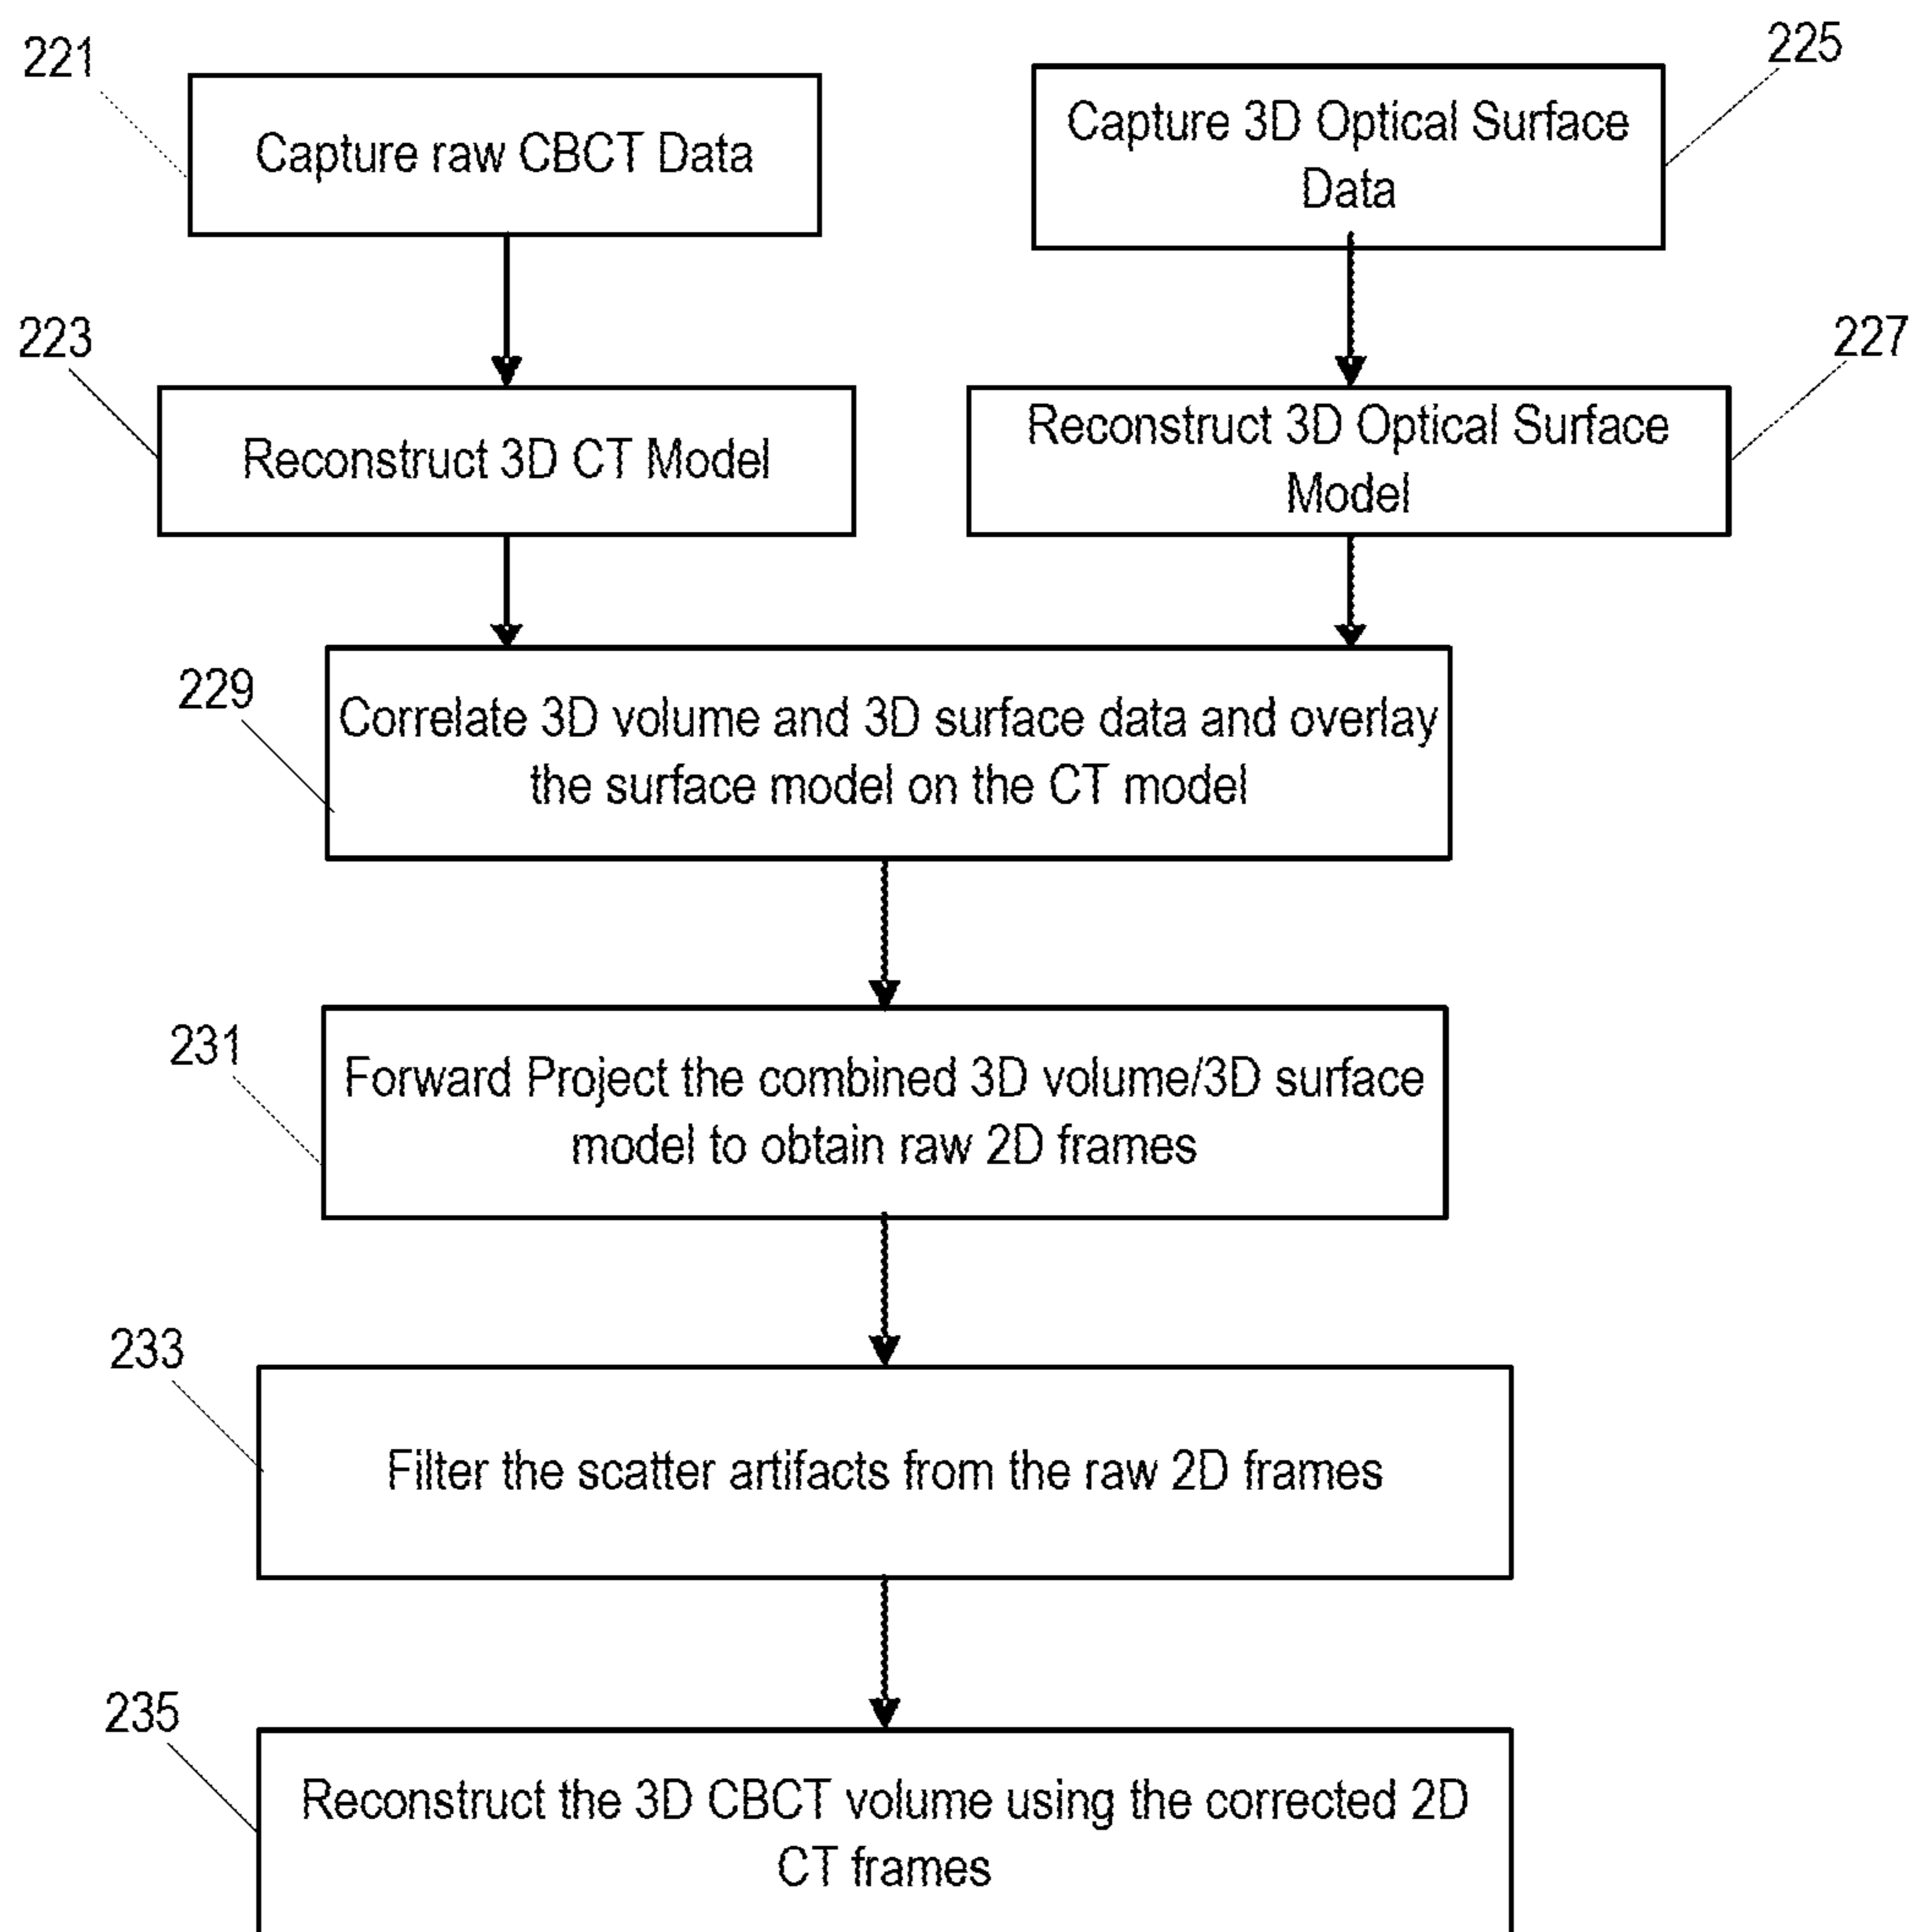 221
Capture raw CBCT Data
225
Capture 3D Optical Surface
Data
223
Reconstruct 3D CT Model
227
Reconstruct 3D Optical Surface
Model
229
Correlate 3D volume and 3D surface data and overlay
the surface model on the CT model
231
Forward Project the combined 3D volume/3D surface
model to obtain raw 2D frames
233
Filter the scatter artifacts from the raw 2D frames
235
Reconstruct the 3D CBCT volume using the corrected 2D
CT frames